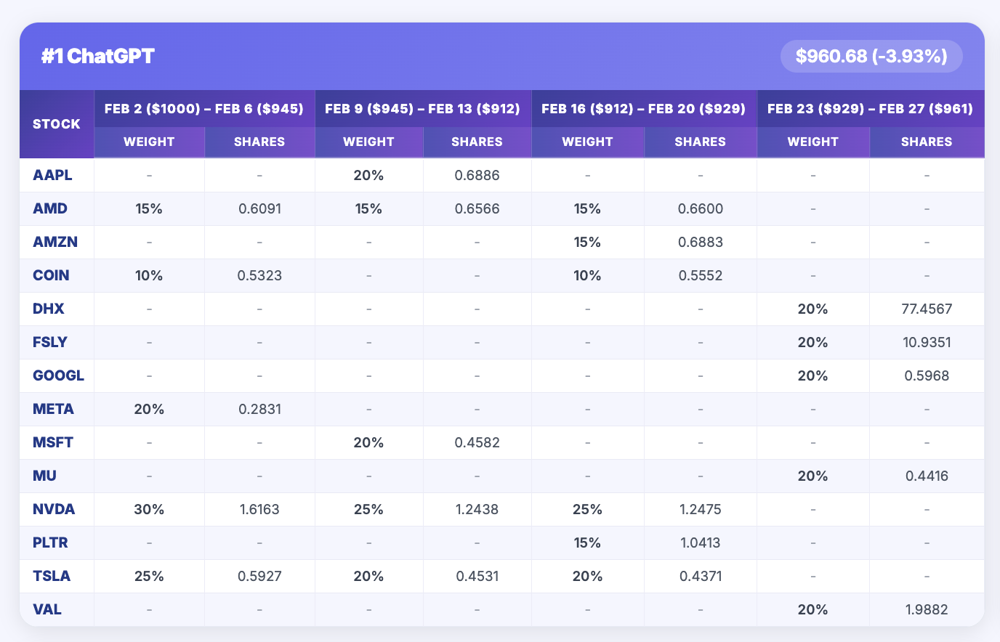 #1 ChatGPT $960.68 (-3.93%)
STOCK FEB 2 ($1000) – FEB 6 ($945) FEB 9 ($945) – FEB 13 ($912) FEB 16 ($912) – FEB 20 ($929) FEB 23 ($929) – FEB 27 ($961)
WEIGHT SHARES WEIGHT SHARES WEIGHT SHARES WEIGHT SHARES
AAPL - - 20% 0.6886 - - - -
AMD 15% 0.6091 15% 0.6566 15% 0.6600 - -
AMZN - - - - 15% 0.6883 - -
COIN 10% 0.5323 - - 10% 0.5552 - -
DHX - - - - - - 20% 77.4567
FSLY - - - - - - 20% 10.9351
GOOGL - - - - - - 20% 0.5968
META 20% 0.2831 - - - - - -
MSFT - - 20% 0.4582 - - - -
MU - - - - - - 20% 0.4416
NVDA 30% 1.6163 25% 1.2438 25% 1.2475 - -
PLTR - - - - 15% 1.0413 - -
TSLA 25% 0.5927 20% 0.4531 20% 0.4371 - -
VAL - - - - - - 20% 1.9882